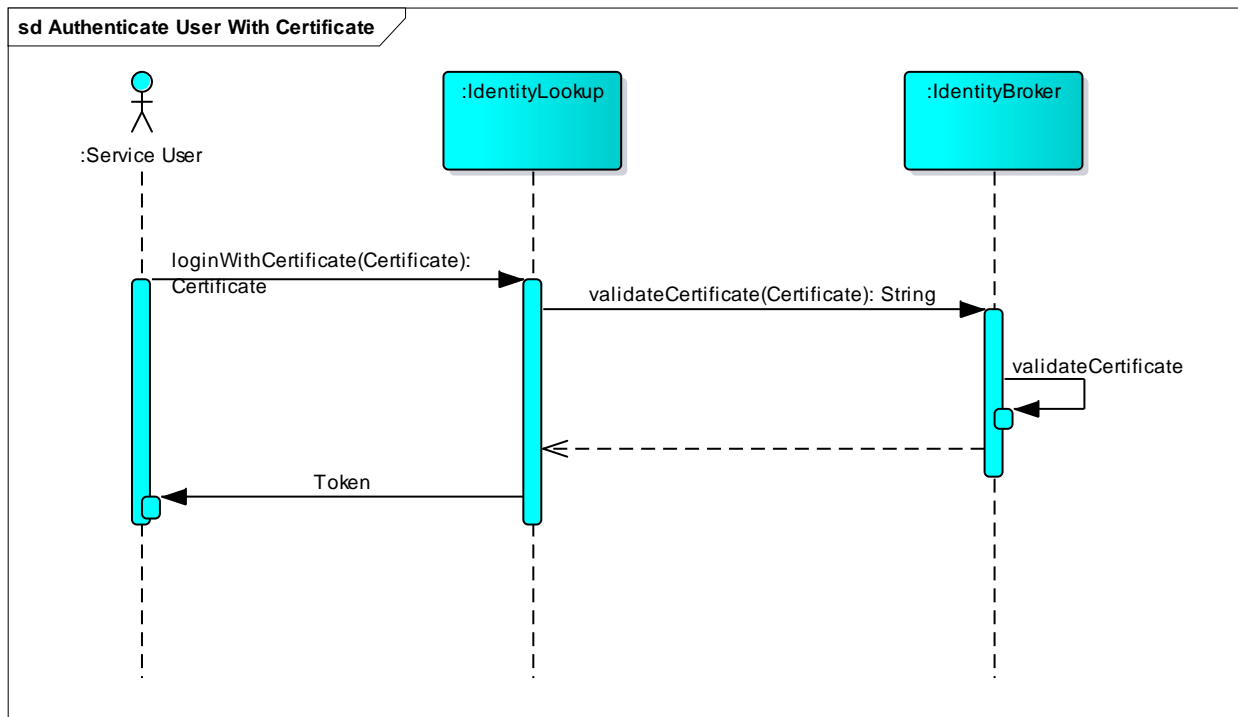 sd Authenticate User With Certificate
:IdentityLookup
:IdentityBroker
:Service User
loginWithCertificate(Certificate):
Certificate
validateCertificate(Certificate): String
validateCertificate
Token